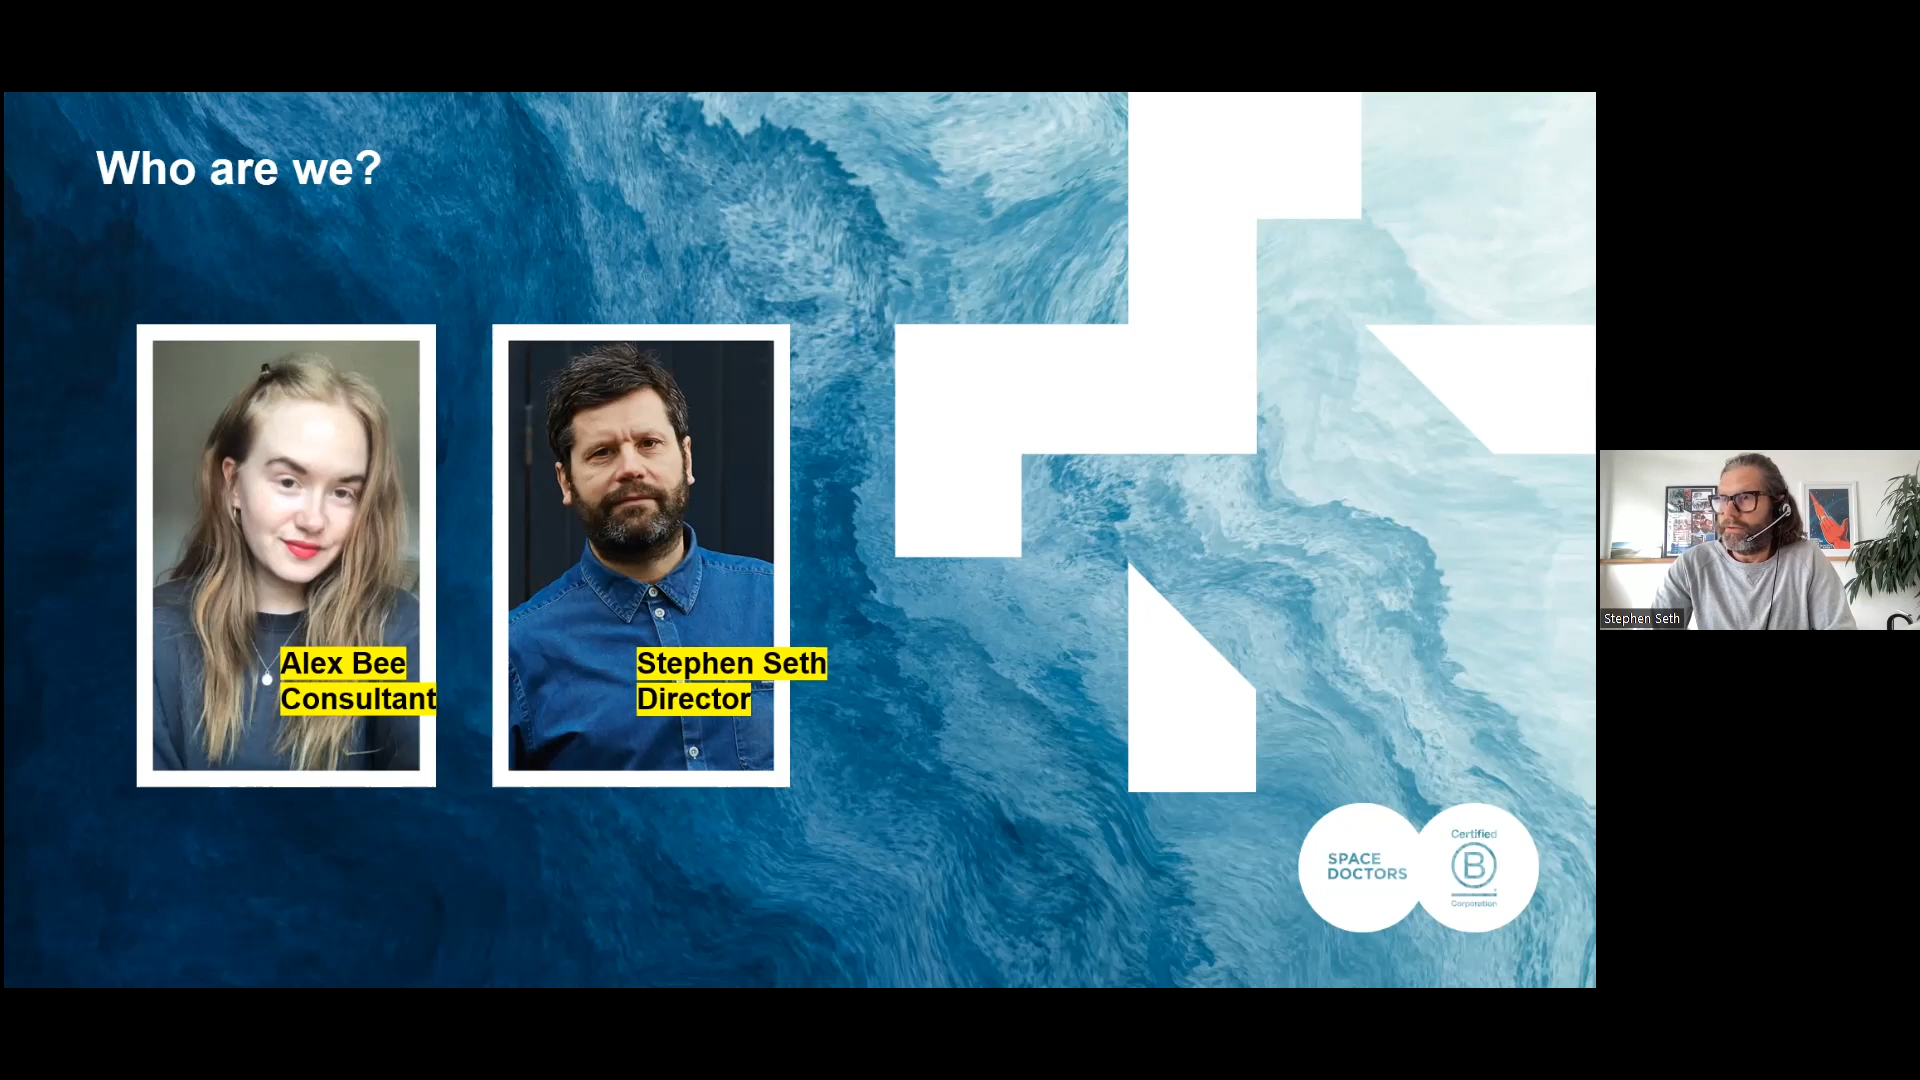 Who are we?
Alex Bee
Consultant
Stephen Seth
Director
SPACE
DOCTORS
Certified
B
Corporation
Stephen Seth